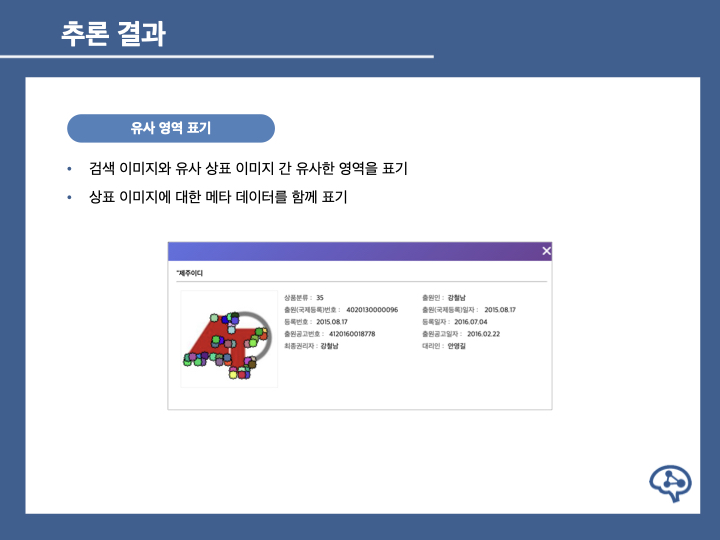 추론 결과
유사 영역 표기
• 검색 이미지와 유사 상표 이미지 간 유사한 영역을 표기
• 상표 이미지에 대한 메타 데이터를 함께 표기
"제주이디
상품분류 : 35 출원인 : 강철남
출원(국제등록)번호 : 4020130000096 출원(국제등록)일자 : 2015.08.17
등록번호 : 2015.08.17 등록일자 : 2016.07.04
출원공고번호 : 4120160018778 출원공고일자 : 2016.02.22
최종권리자 : 강철남 대리인 : 안영길